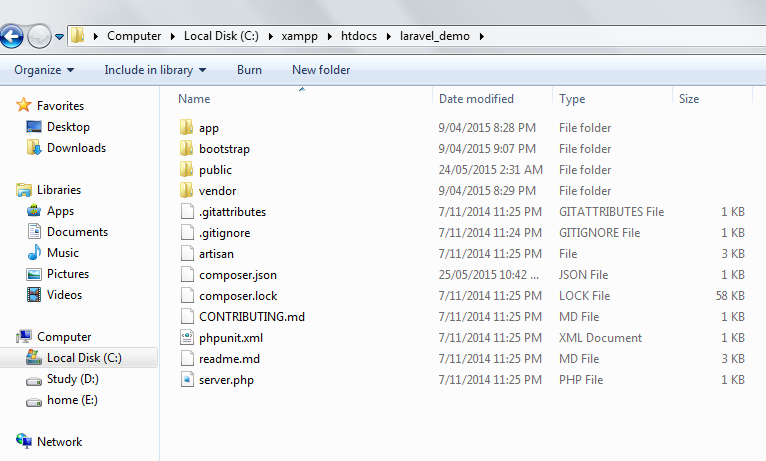 Computer Local Disk (C:) xampp htdocs laravel_demo
Organize Include in library Burn New folder
Favorites
Desktop
Downloads
Libraries
Apps
Documents
Music
Pictures
Videos
Computer
Local Disk (C:)
Study (D:)
home (E:)
Network
Name Date modified Type Size
app 9/04/2015 8:28 PM File folder
bootstrap 9/04/2015 9:07 PM File folder
public 24/05/2015 2:31 AM File folder
vendor 9/04/2015 8:29 PM File folder
.gitattributes 7/11/2014 11:25 PM GITATTRIBUTES File 1 KB
.gitignore 7/11/2014 11:24 PM GITIGNORE File 1 KB
artisan 7/11/2014 11:25 PM File 3 KB
composer.json 25/05/2015 10:42 ... JSON File 1 KB
composer.lock 7/11/2014 11:25 PM LOCK File 58 KB
CONTRIBUTING.md 7/11/2014 11:25 PM MD File 1 KB
phpunit.xml 7/11/2014 11:25 PM XML Document 1 KB
readme.md 7/11/2014 11:25 PM MD File 3 KB
server.php 7/11/2014 11:25 PM PHP File 1 KB